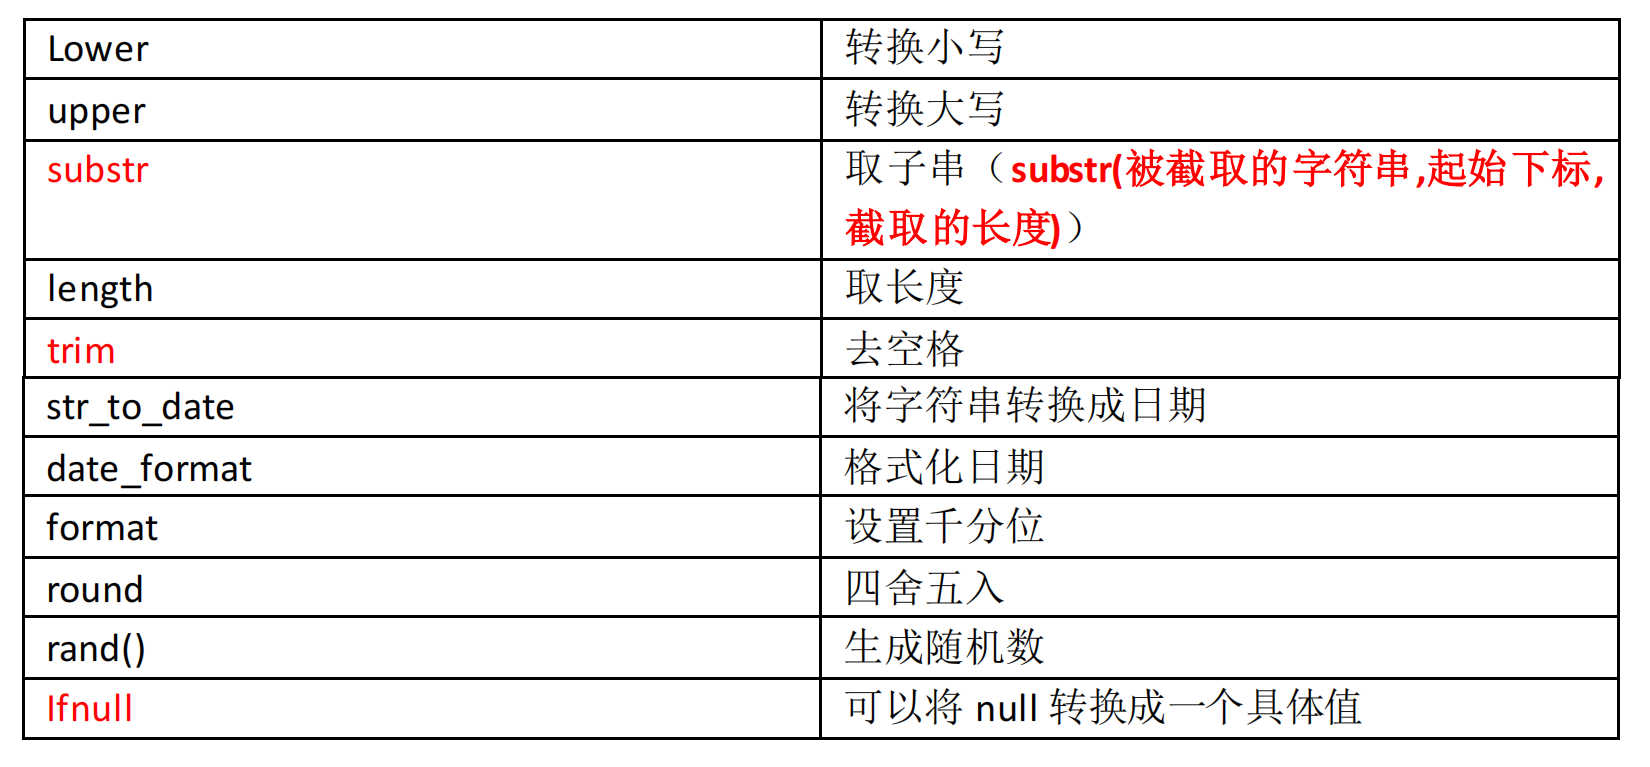 Lower 转换小写
upper 转换大写
substr 取子串（substr(被截取的字符串,起始下标,
截取的长度)）
length 取长度
trim 去空格
str_to_date 将字符串转换成日期
date_format 格式化日期
format 设置千分位
round 四舍五入
rand() 生成随机数
Ifnull 可以将 null 转换成一个具体值